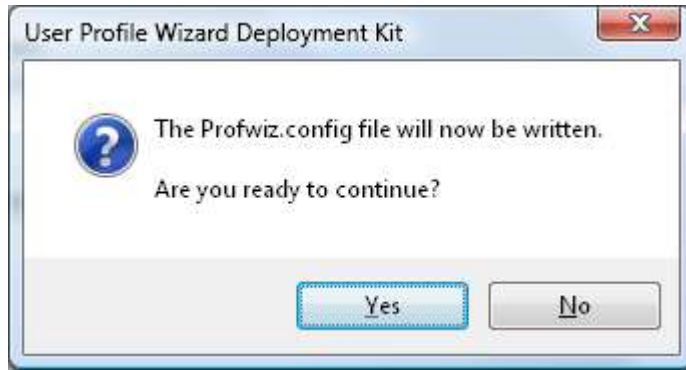 User Profile Wizard Deployment Kit
The Profwiz.config file will now be written.
Are you ready to continue?
Yes
No